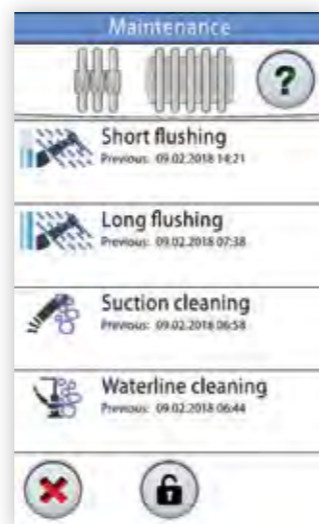 Maintenance
?
Short flushing
Previous: 09.02.2018 14:21
Long flushing
Previous: 09.02.2018 07:38
Suction cleaning
Previous: 09.02.2018 06:58
Waterline cleaning
Previous: 09.02.2018 06:44